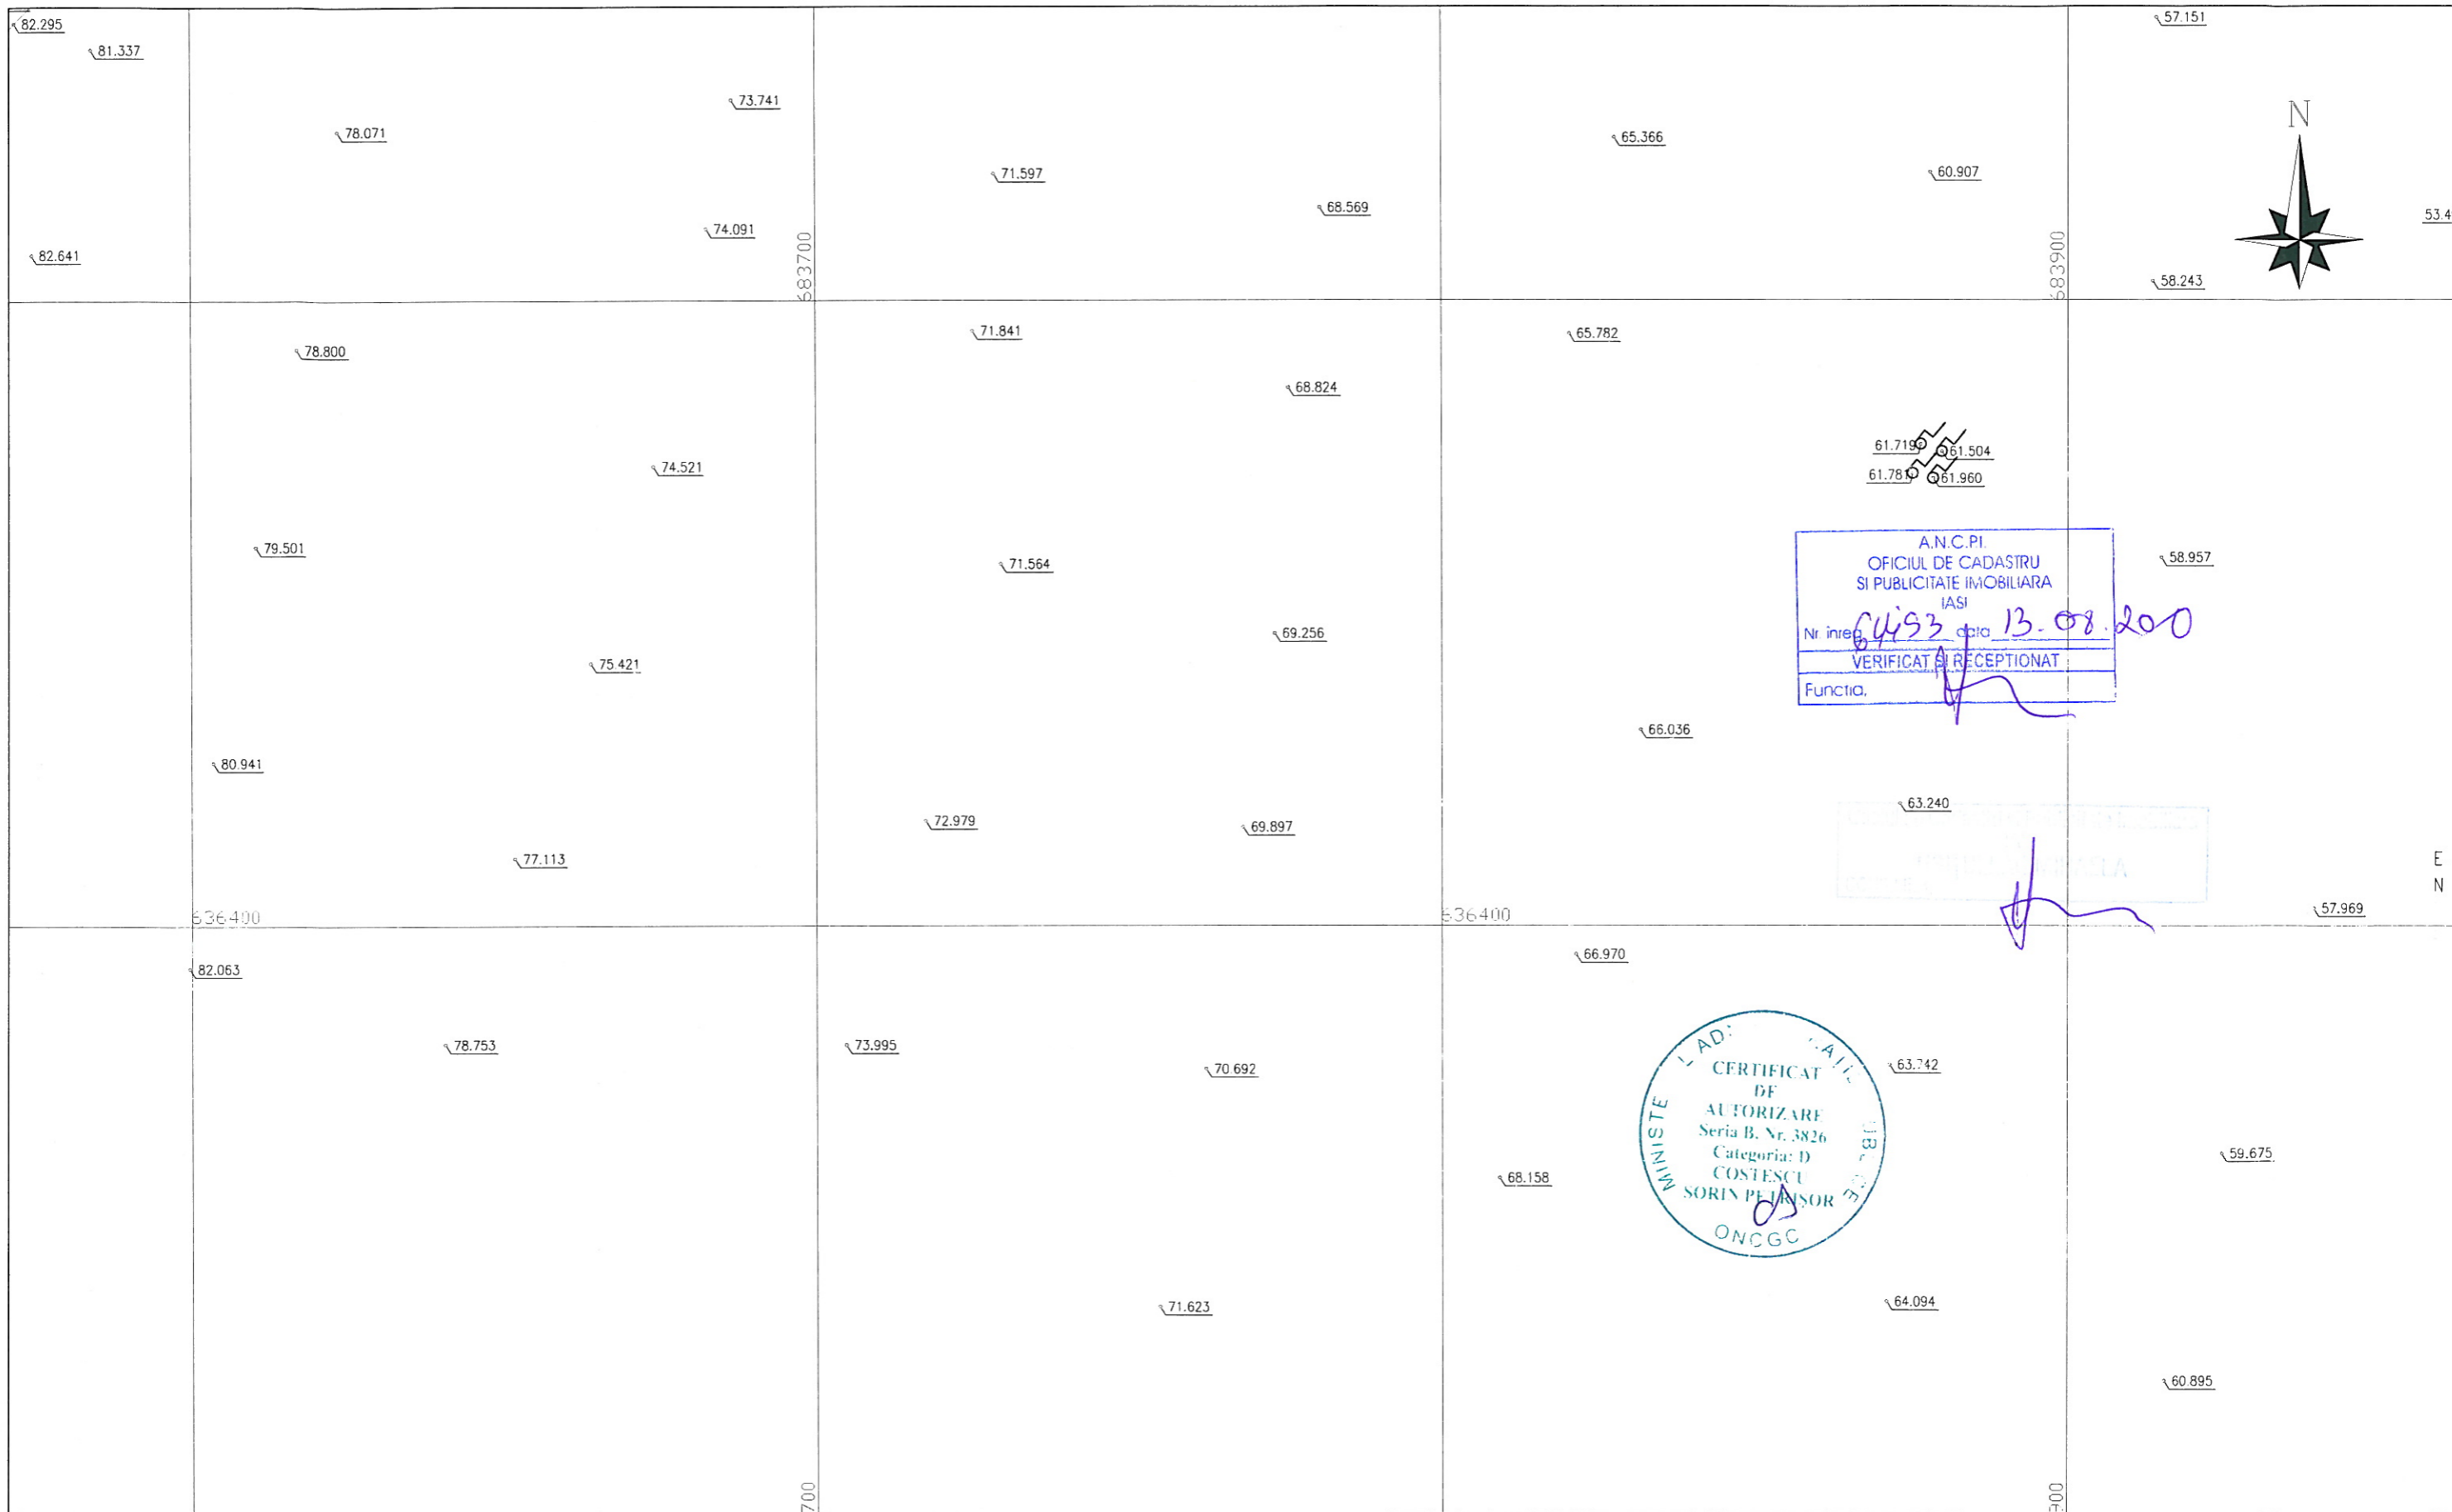 82.295
57.151
81.337
73.741
N
78.071
65.366
71.597
60.907
68.569
53.4
74.091
82.641
683700
683900
58.243
71.841
65.782
78.800
68.824
61.719
61.504
74.521
61.781
61.960
79.501
A.N.C.P.I.
58.957
71.564
OFICIUL DE CADASTRU
SI PUBLICITATE IMOBILIARA
IASI
69.256
Nr. inreg data 13.08.200
75.421
VERIFICAT ŞI RECEPTIONAT
Functia,
66.036
80.941
63.240
72.979
69.897
77.113
E
N
636400
636400
57.969
82.063
66.970
78.753
73.995
70.692
63.742
MINISTE
CERTIFICAT
DE
AUTORIZARE
Seria B. Nr. 3826
Categoria: D
COSTESCU
SORIN PETRISOR
ONCGC
59.675
68.158
71.623
64.094
60.895
700